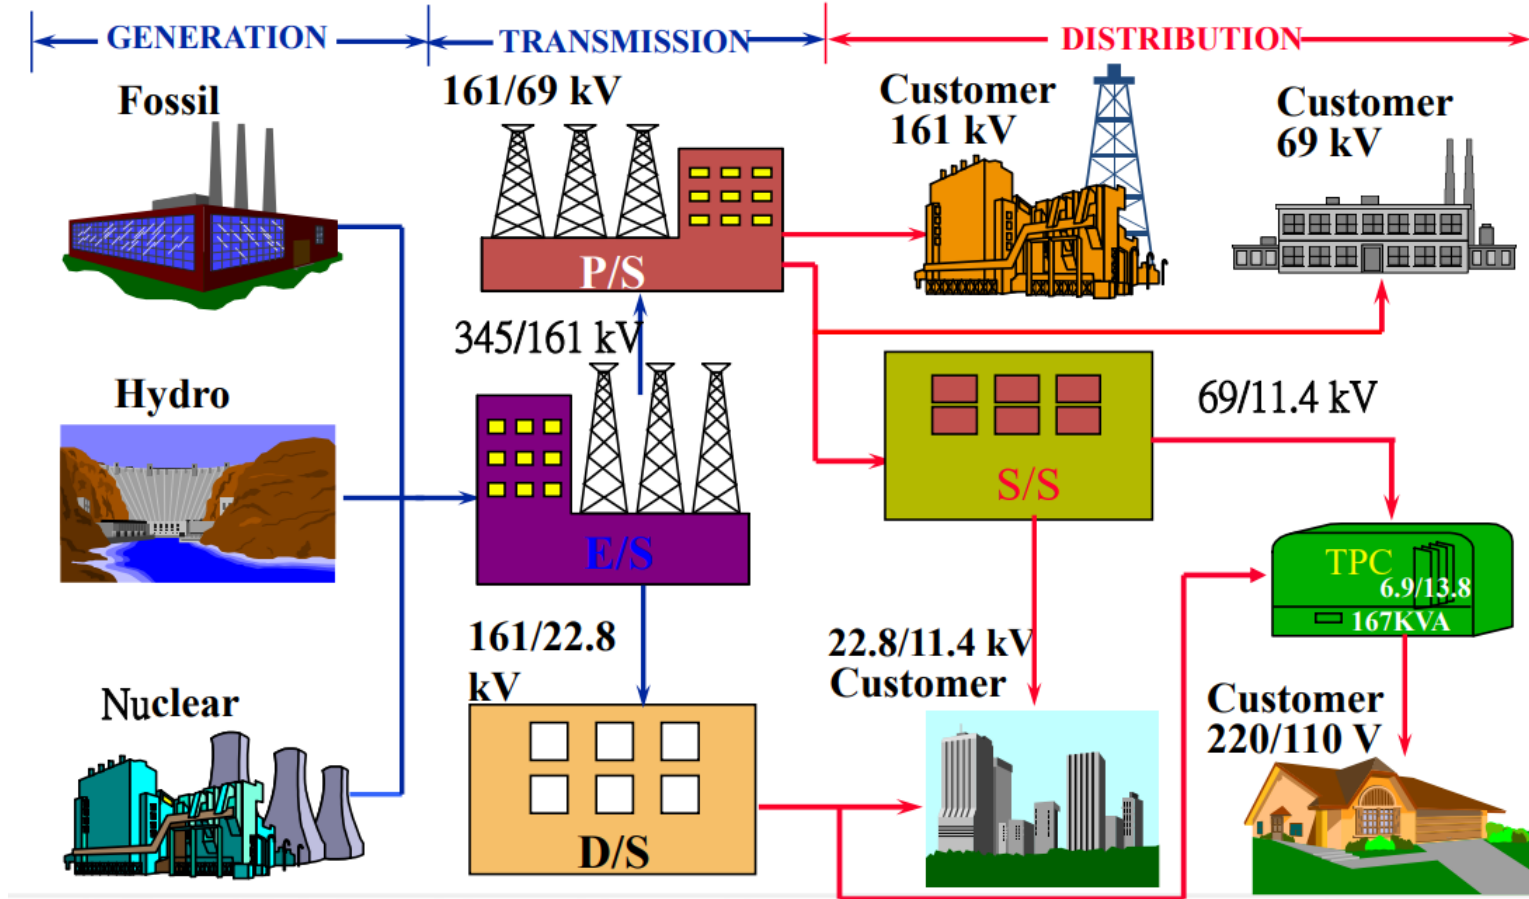 GENERATION
TRANSMISSION
DISTRIBUTION
Fossil
161/69 kV
Customer
161 kV
Customer
69 kV
P/S
345/161 kV
Hydro
69/11.4 kV
S/S
E/S
TPC
6.9/13.8
167KVA
161/22.8
kV
22.8/11.4 kV
Customer
Customer
220/110 V
Nuclear
D/S